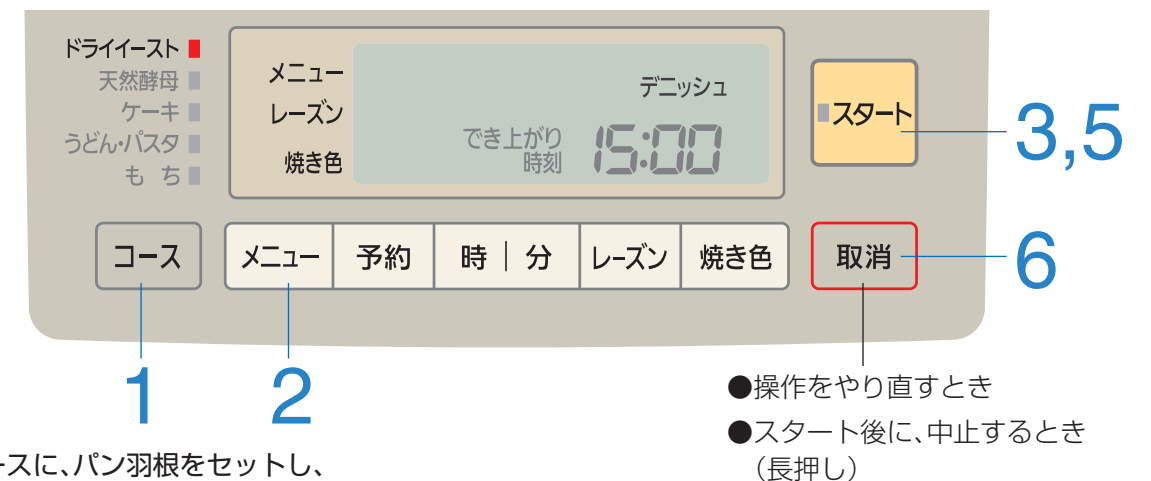 ドライイースト
天然酵母
ケーキ
うどん・パスタ
もち
メニュー
レーズン
焼き色
デニッシュ
でき上がり
時刻
15:00
スタート
3,5
コース
メニュー
予約
時｜分
レーズン
焼き色
取消
6
1
2
●操作をやり直すとき
●スタート後に、中止するとき
（長押し）
ースに、パン羽根をセットし、